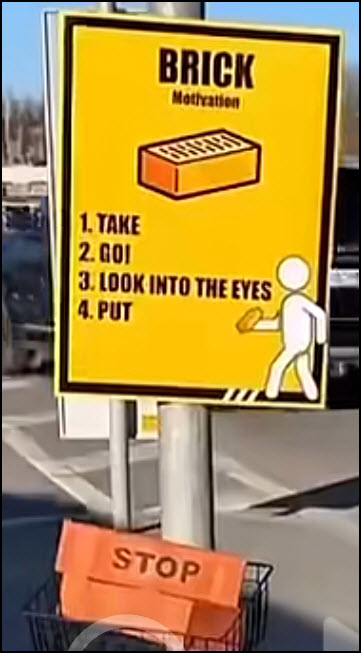 BRICK
Motivation
1. TAKE
2. GO!
3. LOOK INTO THE EYES
4. PUT
STOP